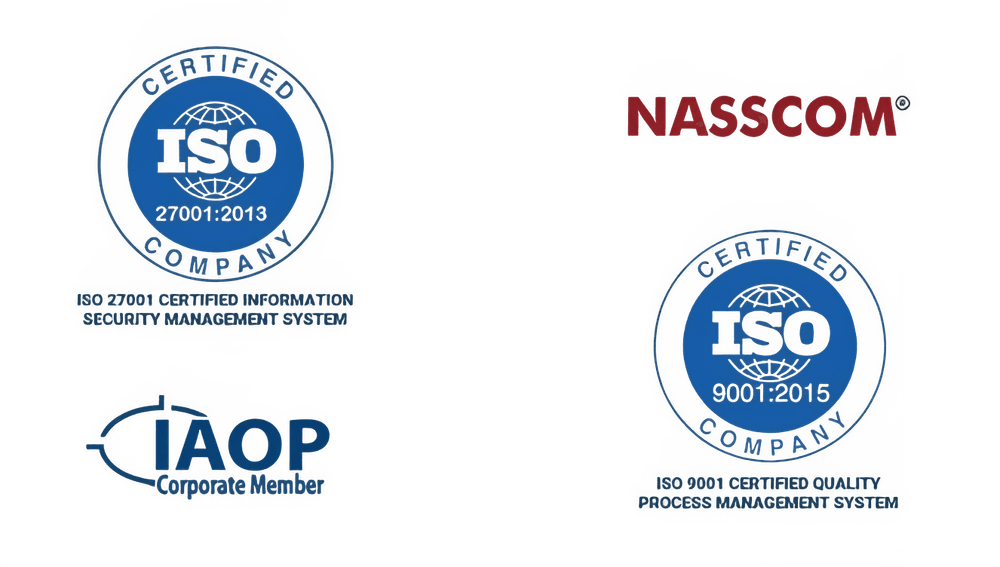 CERTIFIED
ISO
27001:2013
COMPANY
ISO 27001 CERTIFIED INFORMATION
SECURITY MANAGEMENT SYSTEM
NASSCOM®
CERTIFIED
ISO
9001:2015
COMPANY
ISO 9001 CERTIFIED QUALITY
PROCESS MANAGEMENT SYSTEM
IAOP
Corporate Member